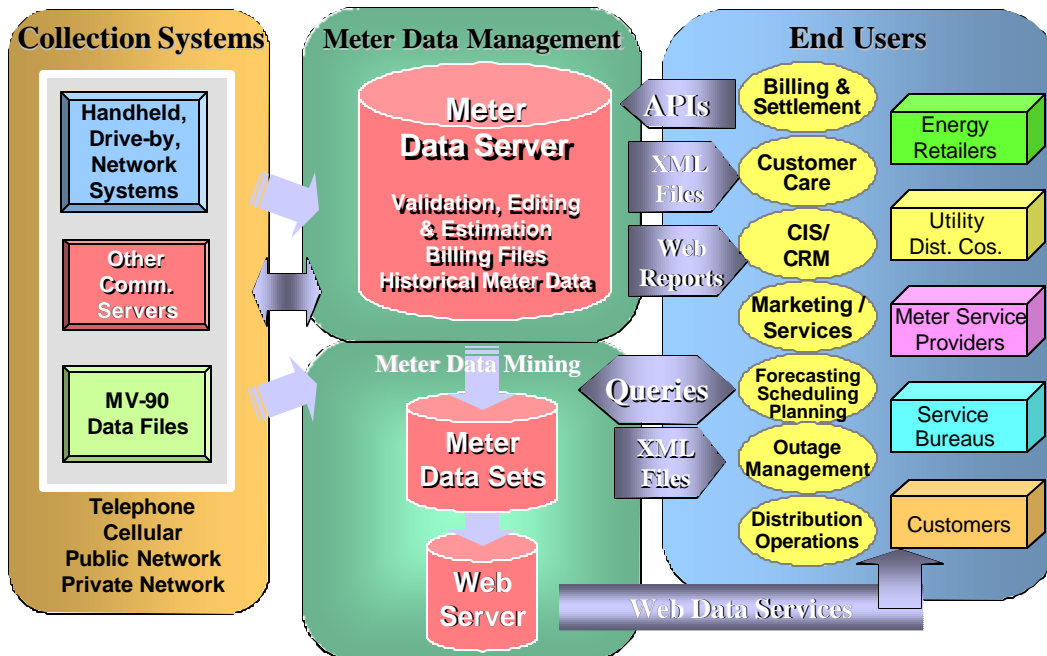 Collection Systems
Handheld,
Drive-by,
Network
Systems
Other
Comm.
Servers
MV-90
Data Files
Telephone
Cellular
Public Network
Private Network
Meter Data Management
Meter
Data Server
Validation, Editing
& Estimation
Billing Files
Historical Meter Data
Meter Data Mining
Meter
Data Sets
Web
Server
APIs
XML
Files
Web
Reports
Queries
XML
Files
Web Data Services
End Users
Billing &
Settlement
Customer
Care
CIS/
CRM
Marketing /
Services
Forecasting
Scheduling
Planning
Outage
Management
Distribution
Operations
Energy
Retailers
Utility
Dist. Cos.
Meter Service
Providers
Service
Bureaus
Customers